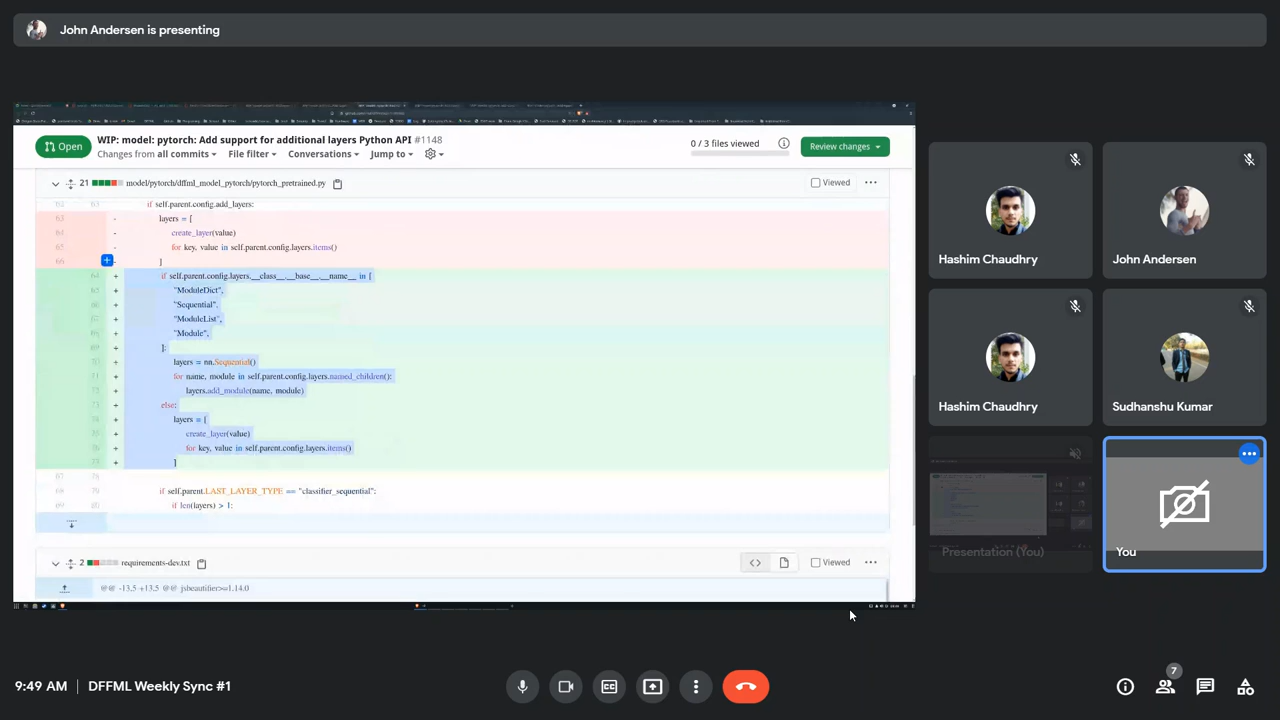 John Andersen is presenting
Open
WIP: model: pytorch: Add support for additional layers Python API #1148
Changes from all commits
File filter
Conversations
Jump to
0 / 3 files viewed
Review changes
21 model/pytorch/dffml_model_pytorch/pytorch_pretrained.py
Viewed
if self.parent.config.add_layers:
63 - layers = [
64 - create_layer(value)
65 - for key, value in self.parent.config.layers.items()
66 - ]
64 + if self.parent.config.layers.__class__.__base__.__name__ in [
+ "ModuleDict",
+ "Sequential",
+ "ModuleList",
+ "Module",
+ ]:
+ layers = nn.Sequential()
+ for name, module in self.parent.config.layers.named_children():
+ layers.add_module(name, module)
+ else:
+ layers = [
+ create_layer(value)
+ for key, value in self.parent.config.layers.items()
+ ]
if self.parent.LAST_LAYER_TYPE == "classifier_sequential":
if len(layers) > 1:
2 requirements-dev.txt
Viewed
@@ -13,5 +13,5 @@ jsbeautifier>=1.14.0
Hashim Chaudhry
John Andersen
Hashim Chaudhry
Sudhanshu Kumar
Presentation (You)
You
9:49 AM | DFFML Weekly Sync #1
7